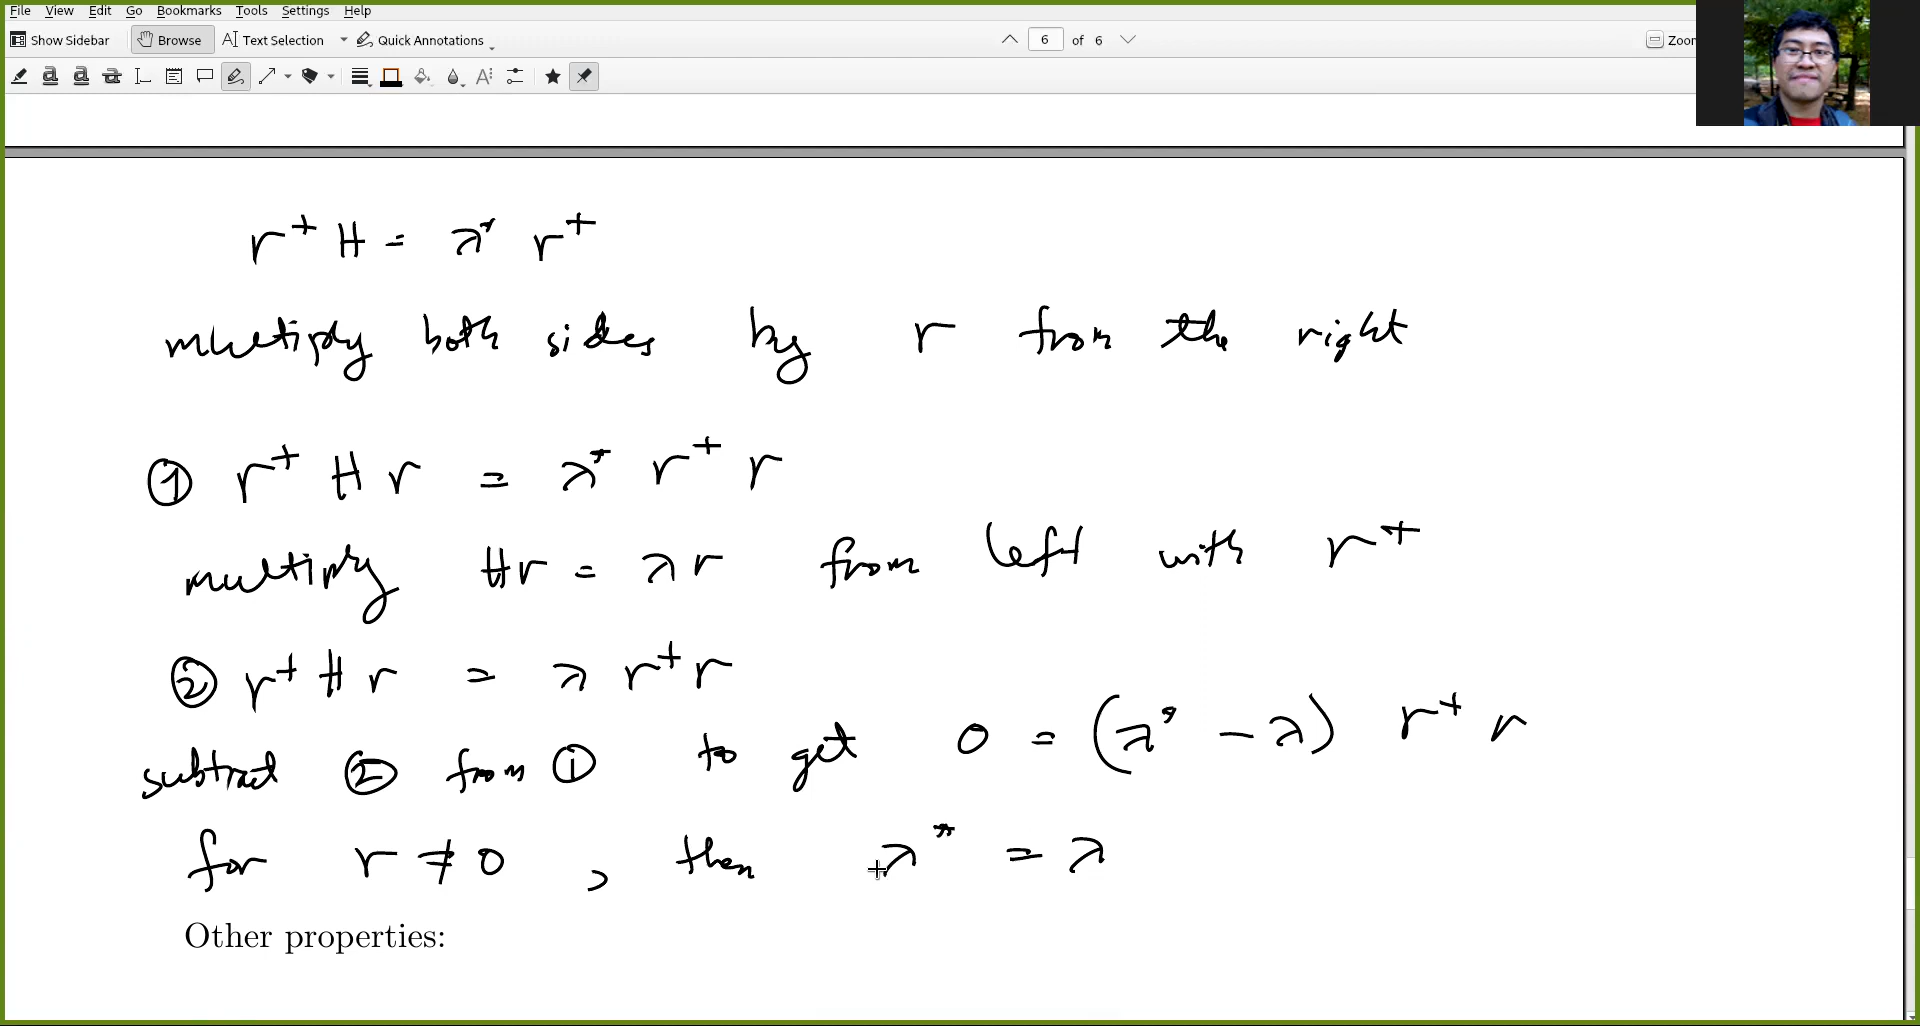 File View Edit Go Bookmarks Tools Settings Help
Show Sidebar Browse Text Selection Quick Annotations 6 of 6 Zoom
r⁺ H = λ* r⁺
multiply both sides by r from the right
① r⁺ H r = λ* r⁺ r
multiply Hr = λ r from left with r⁺
② r⁺ H r = λ r⁺ r
subtract ② from ① to get 0 = (λ* - λ) r⁺ r
for r ≠ 0 , then λ* = λ
Other properties: